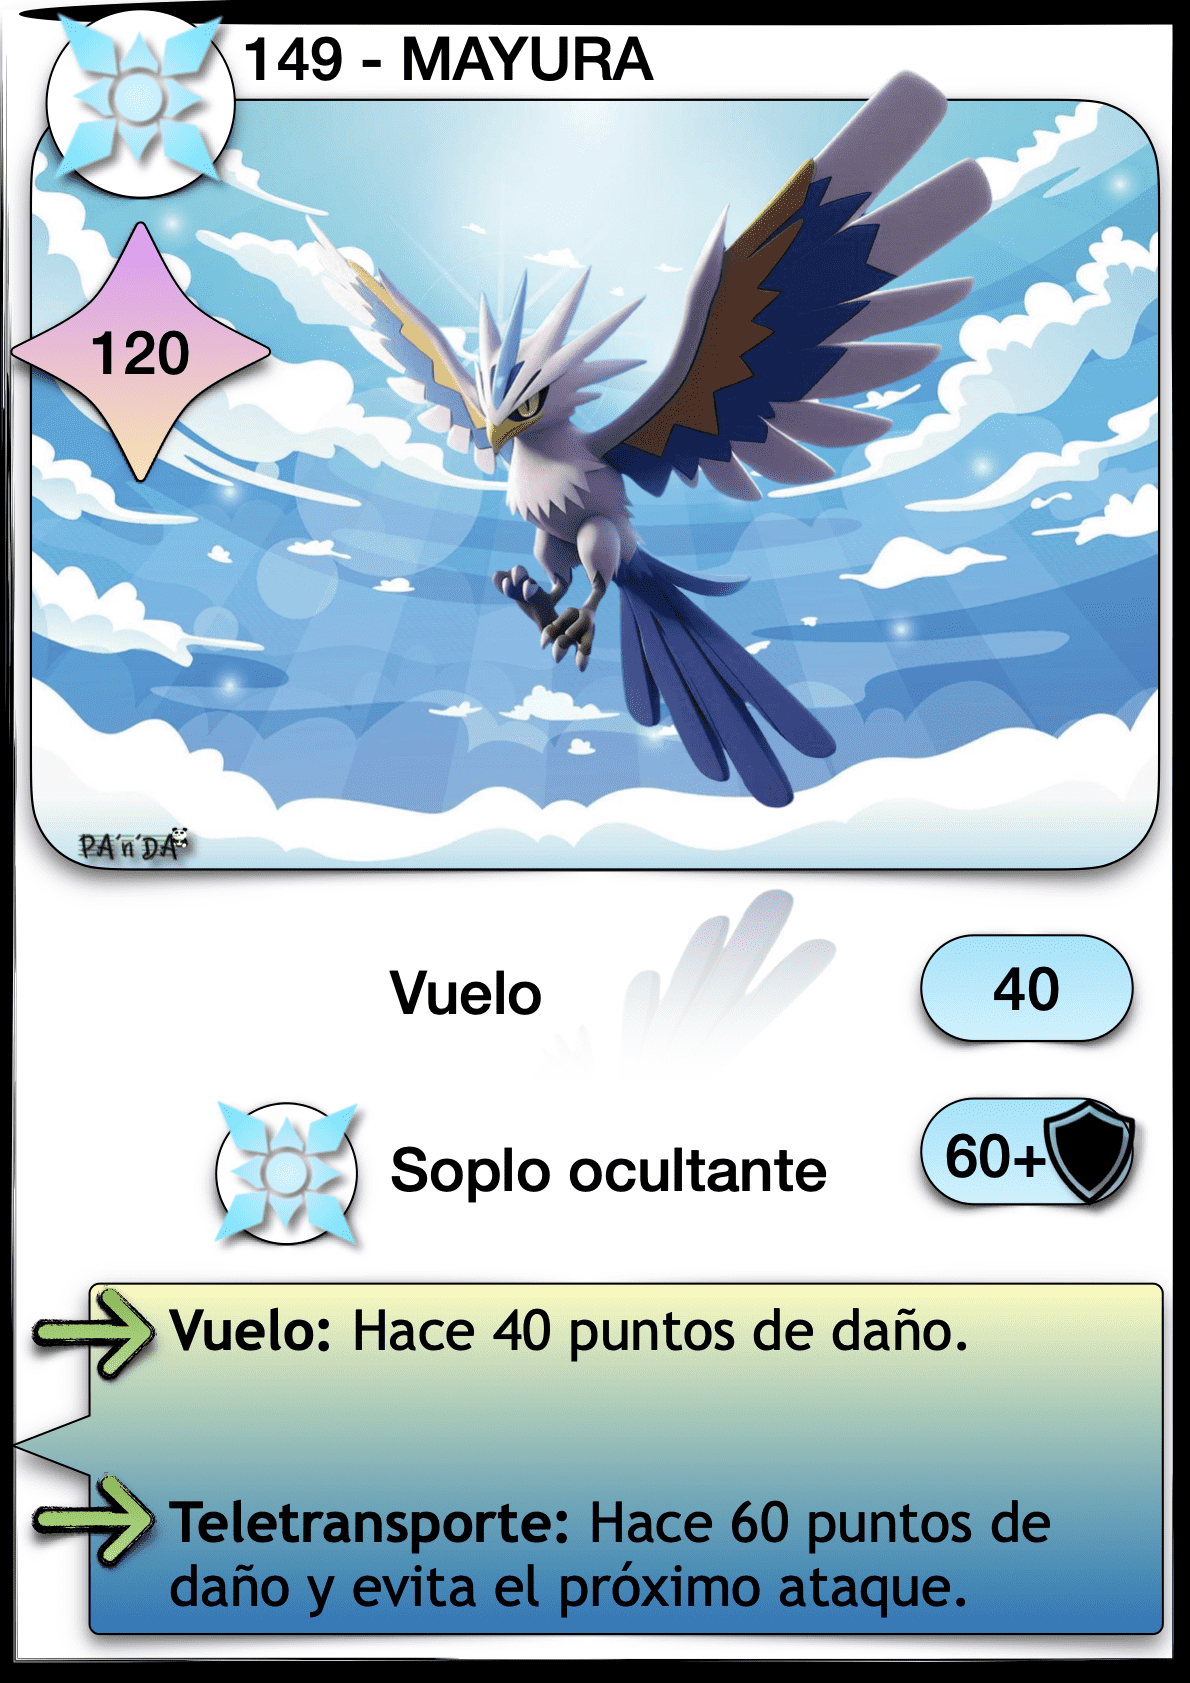 149 - MAYURA
120
PA'n'DA
Vuelo
40
Soplo ocultante
60+
Vuelo: Hace 40 puntos de daño.
Teletransporte: Hace 60 puntos de
daño y evita el próximo ataque.